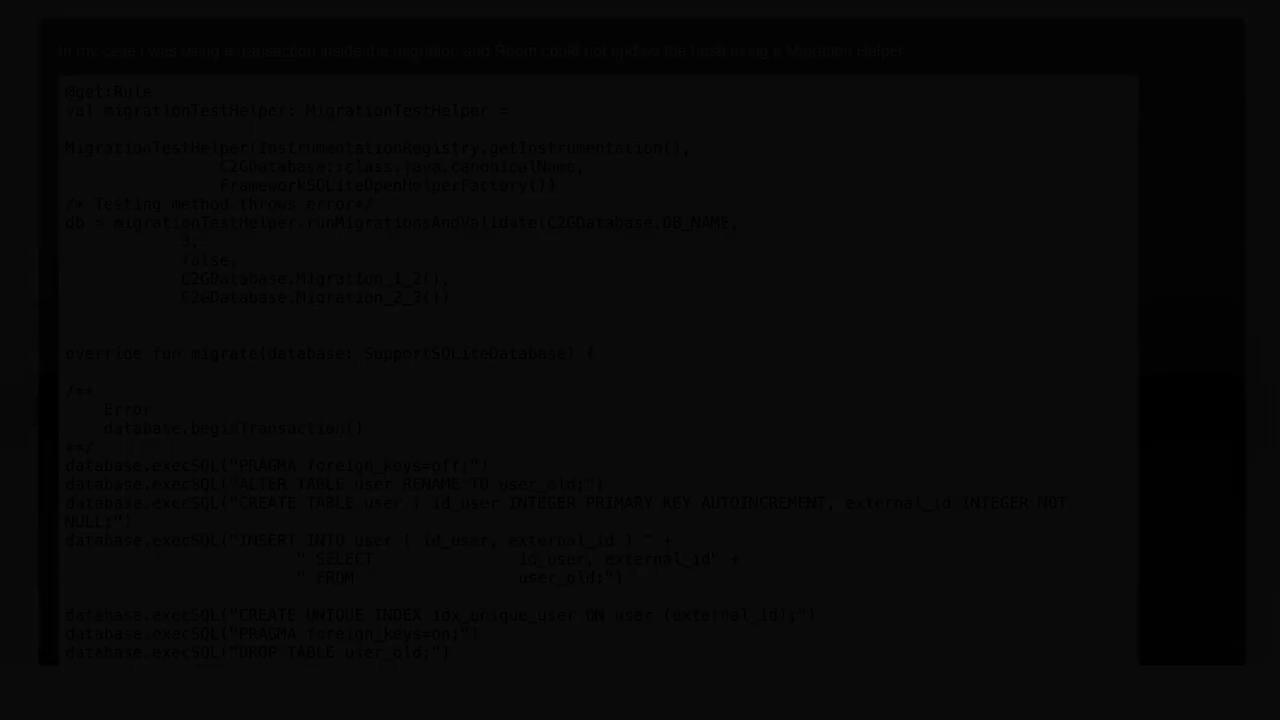 In my case i was using a transaction inside the migration and Room could not update the hash using a Migration Helper
@get:Rule
val migrationTestHelper: MigrationTestHelper =
MigrationTestHelper(InstrumentationRegistry.getInstrumentation(),
C2GDatabase::class.java.canonicalName,
FrameworkSQLiteOpenHelperFactory())
/* Testing method throws error*/
db = migrationTestHelper.runMigrationsAndValidate(C2GDatabase.DB_NAME,
3,
false,
C2GDatabase.Migration_1_2(),
C2GDatabase.Migration_2_3())
override fun migrate(database: SupportSQLiteDatabase) {
/**
Error
database.beginTransaction()
**/
database.execSQL("PRAGMA foreign_keys=off;")
database.execSQL("ALTER TABLE user RENAME TO user_old;")
database.execSQL("CREATE TABLE user ( id_user INTEGER PRIMARY KEY AUTOINCREMENT, external_id INTEGER NOT
NULL;")
database.execSQL("INSERT INTO user ( id_user, external_id ) " +
" SELECT id_user, external_id" +
" FROM user_old;")
database.execSQL("CREATE UNIQUE INDEX idx_unique_user ON user (external_id);")
database.execSQL("PRAGMA foreign_keys=on;")
database.execSQL("DROP TABLE user_old;")